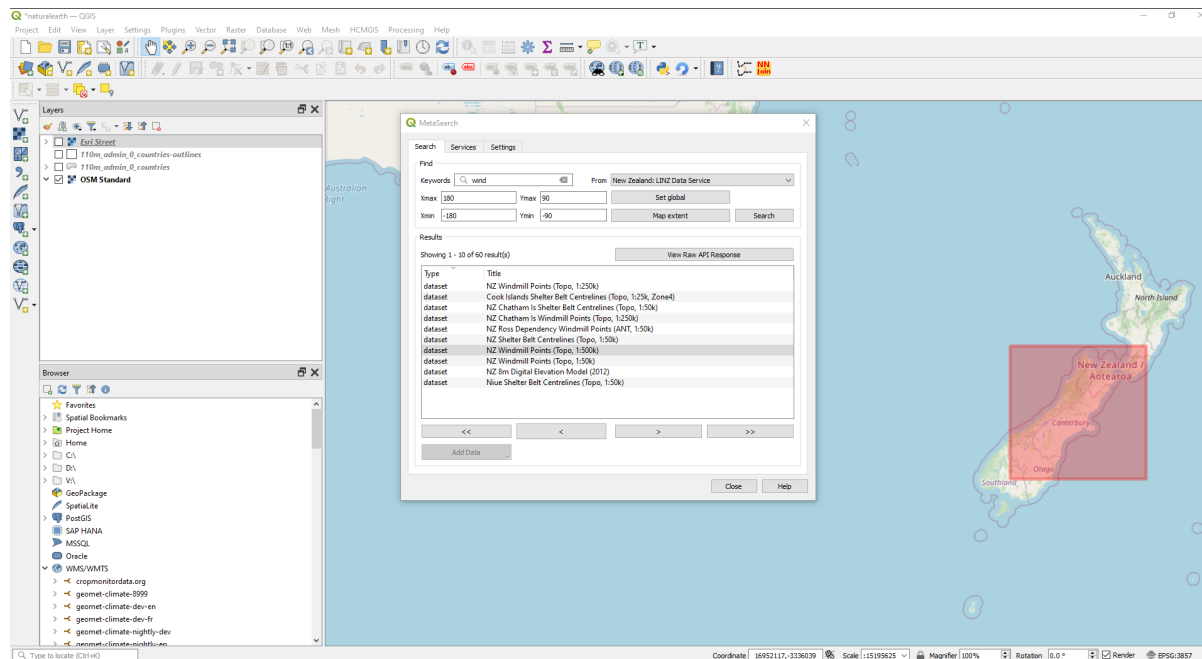 *naturalearth — QGIS
Project Edit View Layer Settings Plugins Vector Raster Database Web Mesh HCMGIS Processing Help
NN
Join
Layers
Esri Street
110m_admin_0_countries-outlines
110m_admin_0_countries
OSM Standard
Browser
Favorites
Spatial Bookmarks
Project Home
Home
C:\
D:\
V:\
GeoPackage
SpatiaLite
PostGIS
SAP HANA
MSSQL
Oracle
WMS/WMTS
cropmonitordata.org
geomet-climate-8999
geomet-climate-dev-en
geomet-climate-dev-fr
geomet-climate-nightly-dev
geomet-climate-nightly-en
Australian
Bight
MetaSearch
Search Services Settings
Find
Keywords wind From New Zealand: LINZ Data Service
Xmax 180 Ymax 90 Set global
Xmin -180 Ymin -90 Map extent Search
Results
Showing 1 - 10 of 60 result(s) View Raw API Response
Type Title
dataset NZ Windmill Points (Topo, 1:250k)
dataset Cook Islands Shelter Belt Centrelines (Topo, 1:25k, Zone4)
dataset NZ Chatham Is Shelter Belt Centrelines (Topo, 1:50k)
dataset NZ Chatham Is Windmill Points (Topo, 1:250k)
dataset NZ Ross Dependency Windmill Points (ANT, 1:50k)
dataset NZ Shelter Belt Centrelines (Topo, 1:50k)
dataset NZ Windmill Points (Topo, 1:500k)
dataset NZ Windmill Points (Topo, 1:50k)
dataset NZ 8m Digital Elevation Model (2012)
dataset Niue Shelter Belt Centrelines (Topo, 1:50k)
<< < > >>
Add Data
Close Help
Auckland
North Island
New Zealand /
Aotearoa
Canterbury
Otago
Southland
Type to locate (Ctrl+K) Coordinate 16952117,-3336039 Scale 1:15195625 Magnifier 100% Rotation 0.0 ° Render EPSG:3857